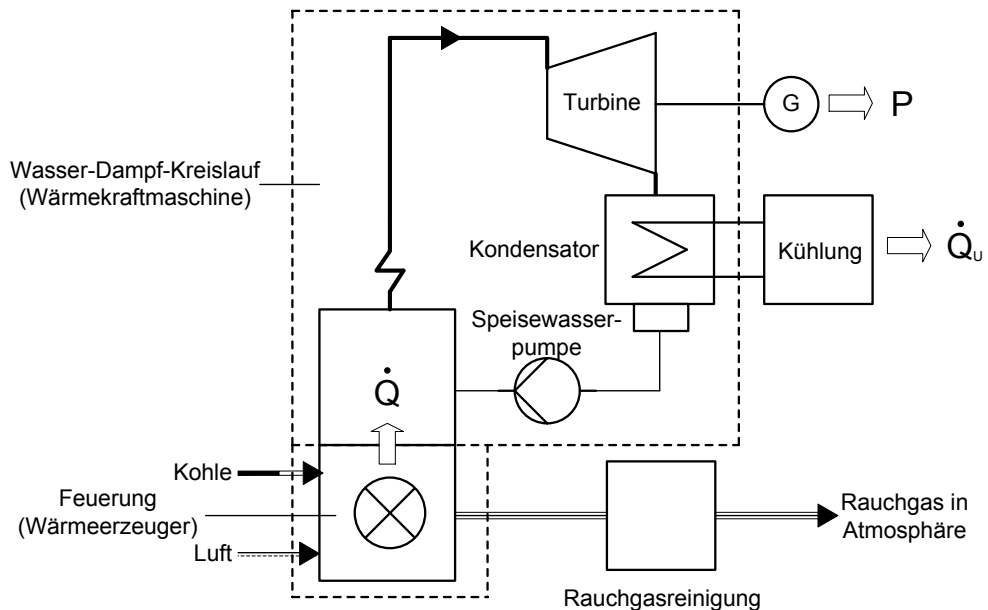 Turbine
G
P
Wasser-Dampf-Kreislauf
(Wärmekraftmaschine)
Kondensator
Kühlung
Q̇U
Speisewasser-
pumpe
Q̇
Kohle
Feuerung
(Wärmeerzeuger)
Luft
Rauchgas in
Atmosphäre
Rauchgasreinigung